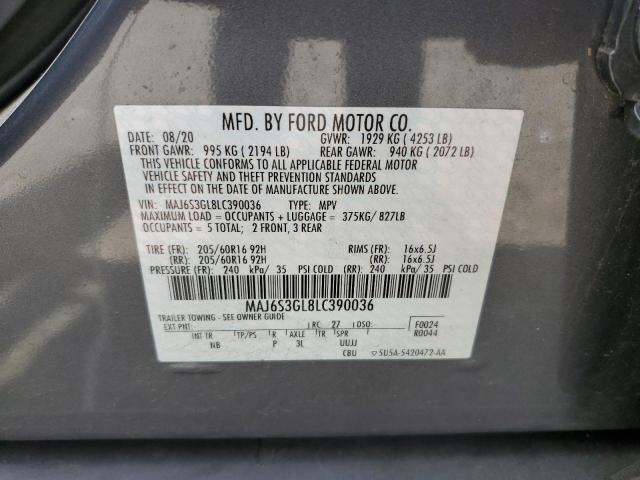 MFD. BY FORD MOTOR CO.
DATE: 08/20 GVWR: 1929 KG ( 4253 LB)
FRONT GAWR: 995 KG ( 2194 LB) REAR GAWR: 940 KG ( 2072 LB)
THIS VEHICLE CONFORMS TO ALL APPLICABLE FEDERAL MOTOR
VEHICLE SAFETY AND THEFT PREVENTION STANDARDS
IN EFFECT ON THE DATE OF MANUFACTURE SHOWN ABOVE.
VIN: MAJ6S3GL8LC390036 TYPE: MPV
MAXIMUM LOAD = OCCUPANTS + LUGGAGE = 375KG/ 827LB
OCCUPANTS = 5 TOTAL; 2 FRONT, 3 REAR
TIRE (FR): 205/60R16 92H RIMS (FR): 16x6.5J
(RR): 205/60R16 92H (RR): 16x6.5J
PRESSURE (FR): 240 kPa/ 35 PSI COLD (RR): 240 kPa/ 35 PSI COLD
MAJ6S3GL8LC390036
TRAILER TOWING - SEE OWNER GUIDE
EXT PNT: RC: 27 DSO: F0024
R0044
INT TR TP/PS R AXLE TR SPR
NB P 3L UUJJ
CBU 5U5A-5420472-AA